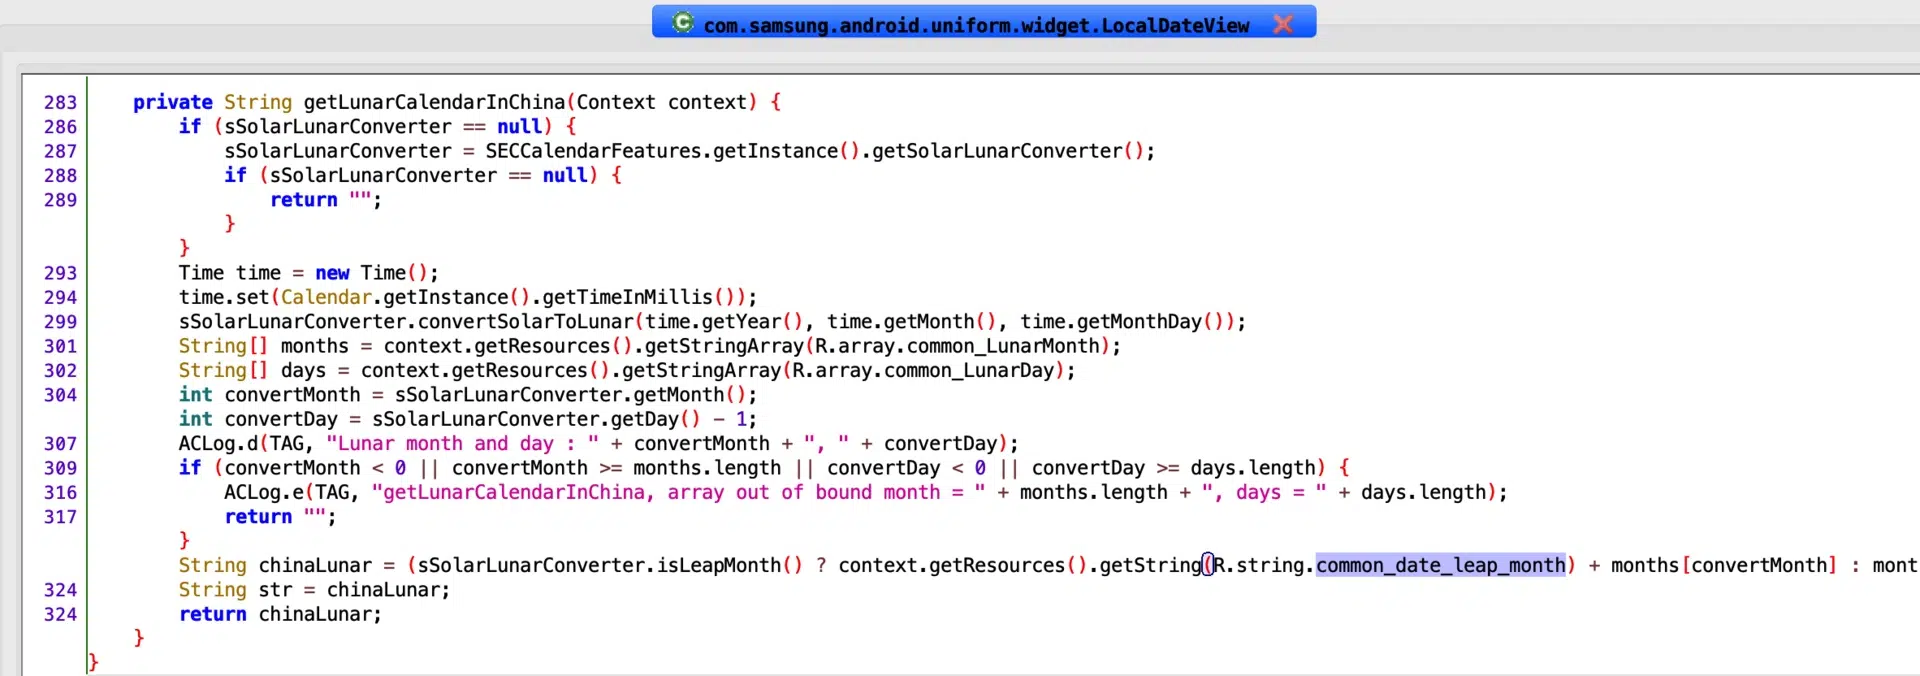 com.samsung.android.uniform.widget.LocalDateView
283 private String getLunarCalendarInChina(Context context) {
286 if (sSolarLunarConverter == null) {
287 sSolarLunarConverter = SECCalendarFeatures.getInstance().getSolarLunarConverter();
288 if (sSolarLunarConverter == null) {
289 return "";
}
}
293 Time time = new Time();
294 time.set(Calendar.getInstance().getTimeInMillis());
299 sSolarLunarConverter.convertSolarToLunar(time.getYear(), time.getMonth(), time.getMonthDay());
301 String[] months = context.getResources().getStringArray(R.array.common_LunarMonth);
302 String[] days = context.getResources().getStringArray(R.array.common_LunarDay);
304 int convertMonth = sSolarLunarConverter.getMonth();
int convertDay = sSolarLunarConverter.getDay() - 1;
307 ACLog.d(TAG, "Lunar month and day : " + convertMonth + ", " + convertDay);
309 if (convertMonth < 0 || convertMonth >= months.length || convertDay < 0 || convertDay >= days.length) {
316 ACLog.e(TAG, "getLunarCalendarInChina, array out of bound month = " + months.length + ", days = " + days.length);
317 return "";
}
String chinaLunar = (sSolarLunarConverter.isLeapMonth() ? context.getResources().getString(R.string.common_date_leap_month) + months[convertMonth] : mont
324 String str = chinaLunar;
324 return chinaLunar;
}
}